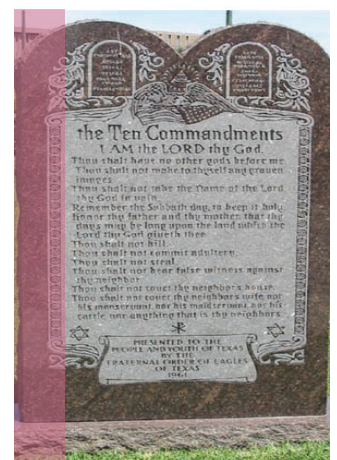 the Ten Commandments
I AM the LORD thy God.
Thou shalt have no other gods before me.
Thou shalt not make to thyself any graven
images.
Thou shalt not take the Name of the Lord
thy God in vain.
Remember the Sabbath day, to keep it holy.
Honor thy father and thy mother, that thy
days may be long upon the land which the
Lord thy God giveth thee.
Thou shalt not kill.
Thou shalt not commit adultery.
Thou shalt not steal.
Thou shalt not bear false witness against
thy neighbor.
Thou shalt not covet thy neighbor's house.
Thou shalt not covet thy neighbor's wife, nor
his manservant nor his maidservant, nor his
cattle, nor anything that is thy neighbor's.
PRESENTED TO THE
PEOPLE AND YOUTH OF TEXAS
BY THE
FRATERNAL ORDER OF EAGLES
OF TEXAS
1961